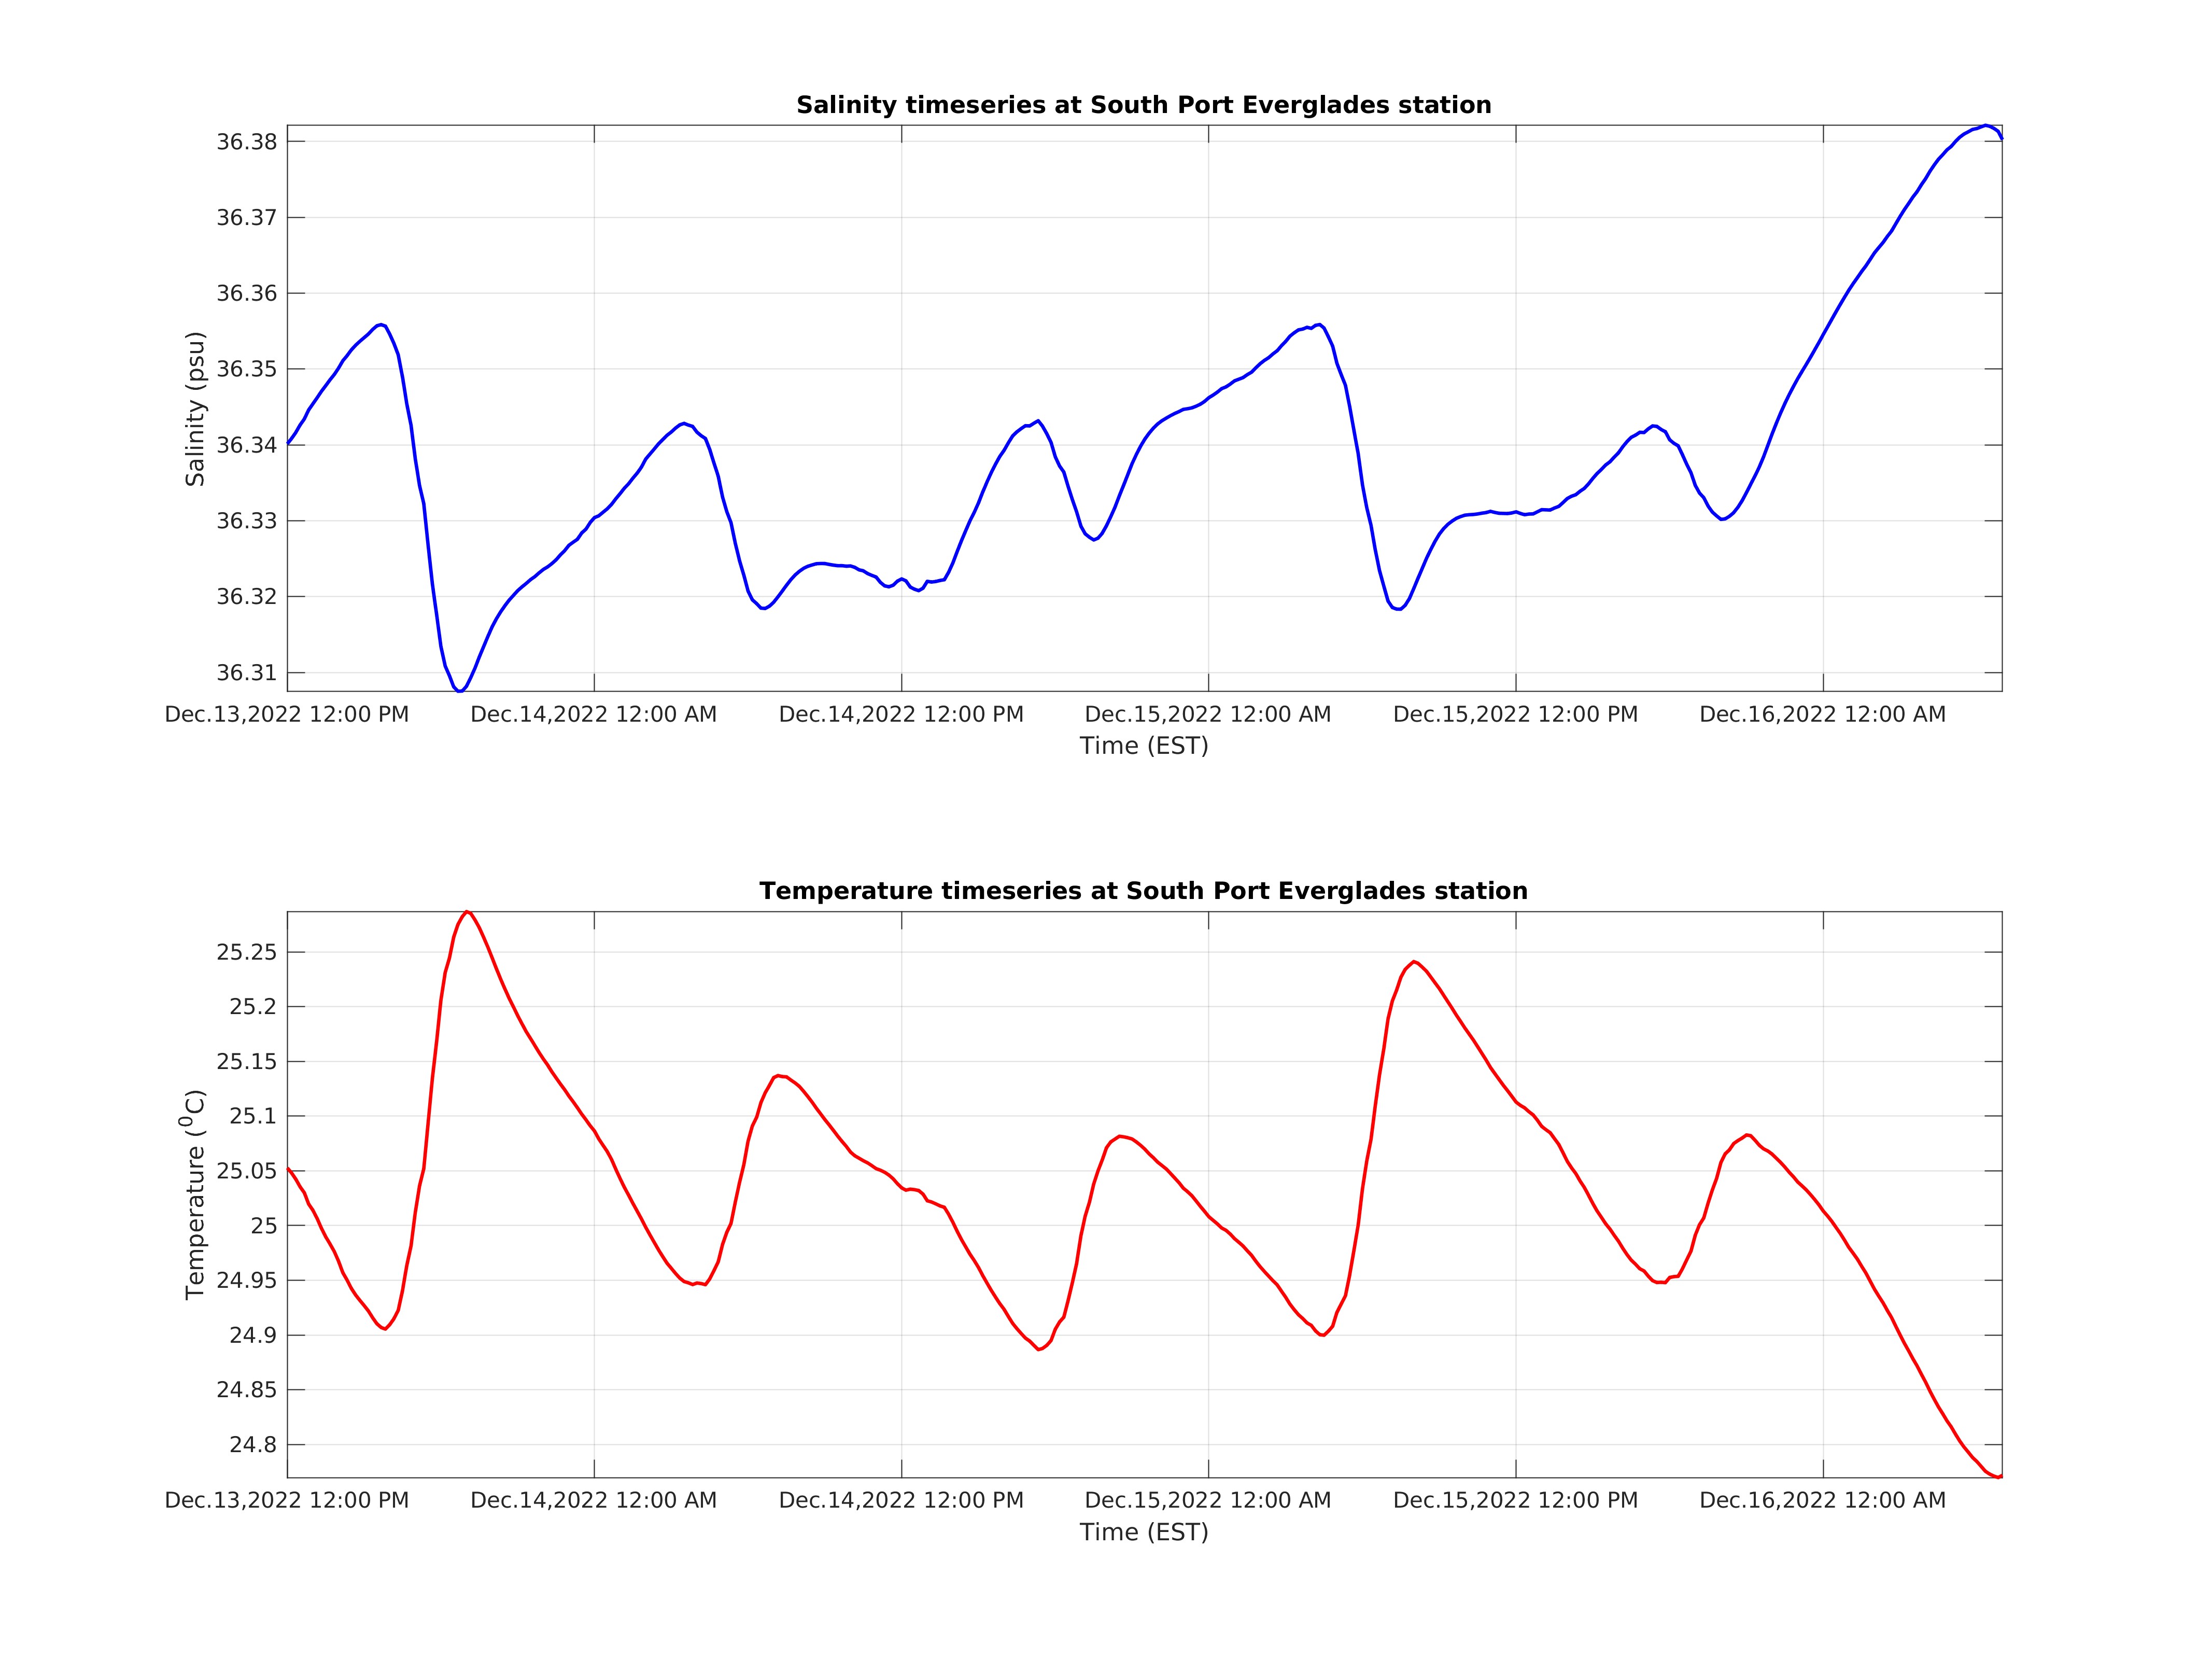 Salinity timeseries at South Port Everglades station
36.38
36.37
36.36
36.35
36.34
36.33
36.32
36.31
Salinity (psu)
Dec.13,2022 12:00 PM Dec.14,2022 12:00 AM Dec.14,2022 12:00 PM Dec.15,2022 12:00 AM Dec.15,2022 12:00 PM Dec.16,2022 12:00 AM
Time (EST)
Temperature timeseries at South Port Everglades station
25.25
25.2
25.15
25.1
25.05
25
24.95
24.9
24.85
24.8
Temperature (⁰C)
Dec.13,2022 12:00 PM Dec.14,2022 12:00 AM Dec.14,2022 12:00 PM Dec.15,2022 12:00 AM Dec.15,2022 12:00 PM Dec.16,2022 12:00 AM
Time (EST)